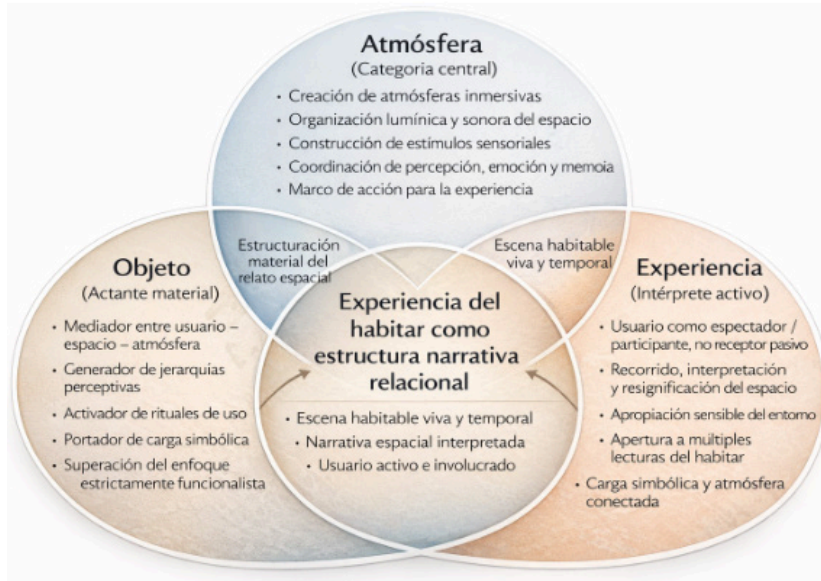 Atmósfera
(Categoria central)
• Creación de atmósferas inmersivas
• Organización lumínica y sonora del espacio
• Construcción de estímulos sensoriales
• Coordinación de percepción, emoción y memoia
• Marco de acción para la experiencia
Estructuración
material del
relato espacial
Escena habitable
viva y temporal
Objeto
(Actante material)
• Mediador entre usuario –
espacio – atmósfera
• Generador de jerarquías
perceptivas
• Activador de rituales de uso
• Portador de carga simbólica
• Superación del enfoque
estrictamente funcionalista
Experiencia del
habitar como
estructura narrativa
relacional
• Escena habitable viva y temporal
• Narrativa espacial interpretada
• Usuario activo e involucrado
Experiencia
(Intérprete activo)
• Usuario como espectador /
participante, no receptor pasivo
• Recorrido, interpretación
y resignificación del espacio
• Apropiación sensible del entorno
• Apertura a múltiples
lecturas del habitar
• Carga simbólica y atmósfera
conectada